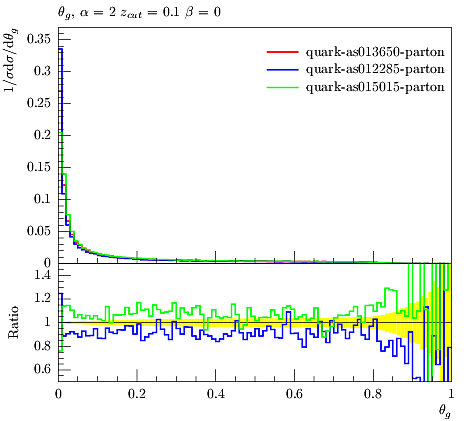 θg, α = 2 zcut = 0.1 β = 0
1/σdσ/dθg
quark-as013650-parton
quark-as012285-parton
quark-as015015-parton
0.35
0.3
0.25
0.2
0.15
0.1
0.05
0
Ratio
1.4
1.2
1
0.8
0.6
0 0.2 0.4 0.6 0.8 1
θg